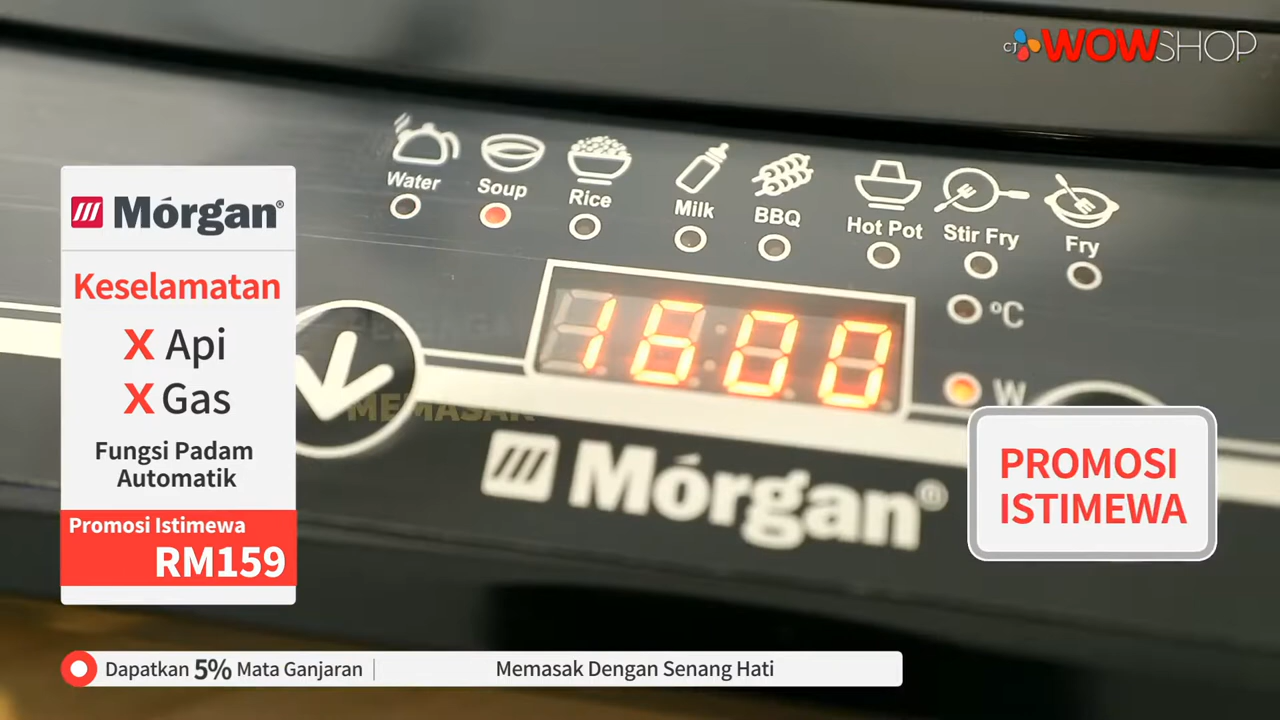 CJ WOWSHOP
Water Soup Rice Milk BBQ Hot Pot Stir Fry Fry
°C
1600
W
Mórgan®
Mórgan®
Keselamatan
X Api
X Gas
Fungsi Padam
Automatik
Promosi Istimewa
RM159
MEMASAK
PROMOSI
ISTIMEWA
Dapatkan 5% Mata Ganjaran | Memasak Dengan Senang Hati